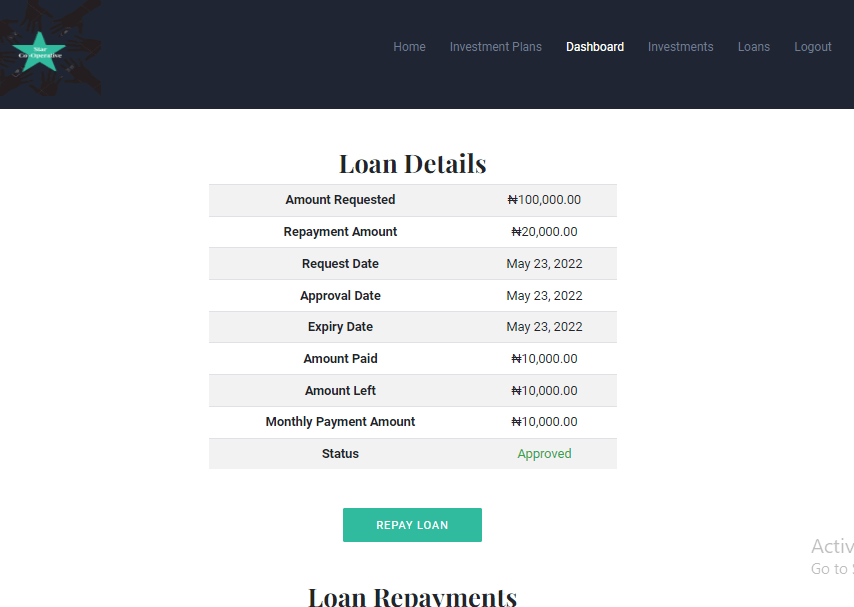 Star
Co-Operative
Home Investment Plans Dashboard Investments Loans Logout
Loan Details
Amount Requested ₦100,000.00
Repayment Amount ₦20,000.00
Request Date May 23, 2022
Approval Date May 23, 2022
Expiry Date May 23, 2022
Amount Paid ₦10,000.00
Amount Left ₦10,000.00
Monthly Payment Amount ₦10,000.00
Status Approved
REPAY LOAN
Activ
Go to S
Loan Repayments